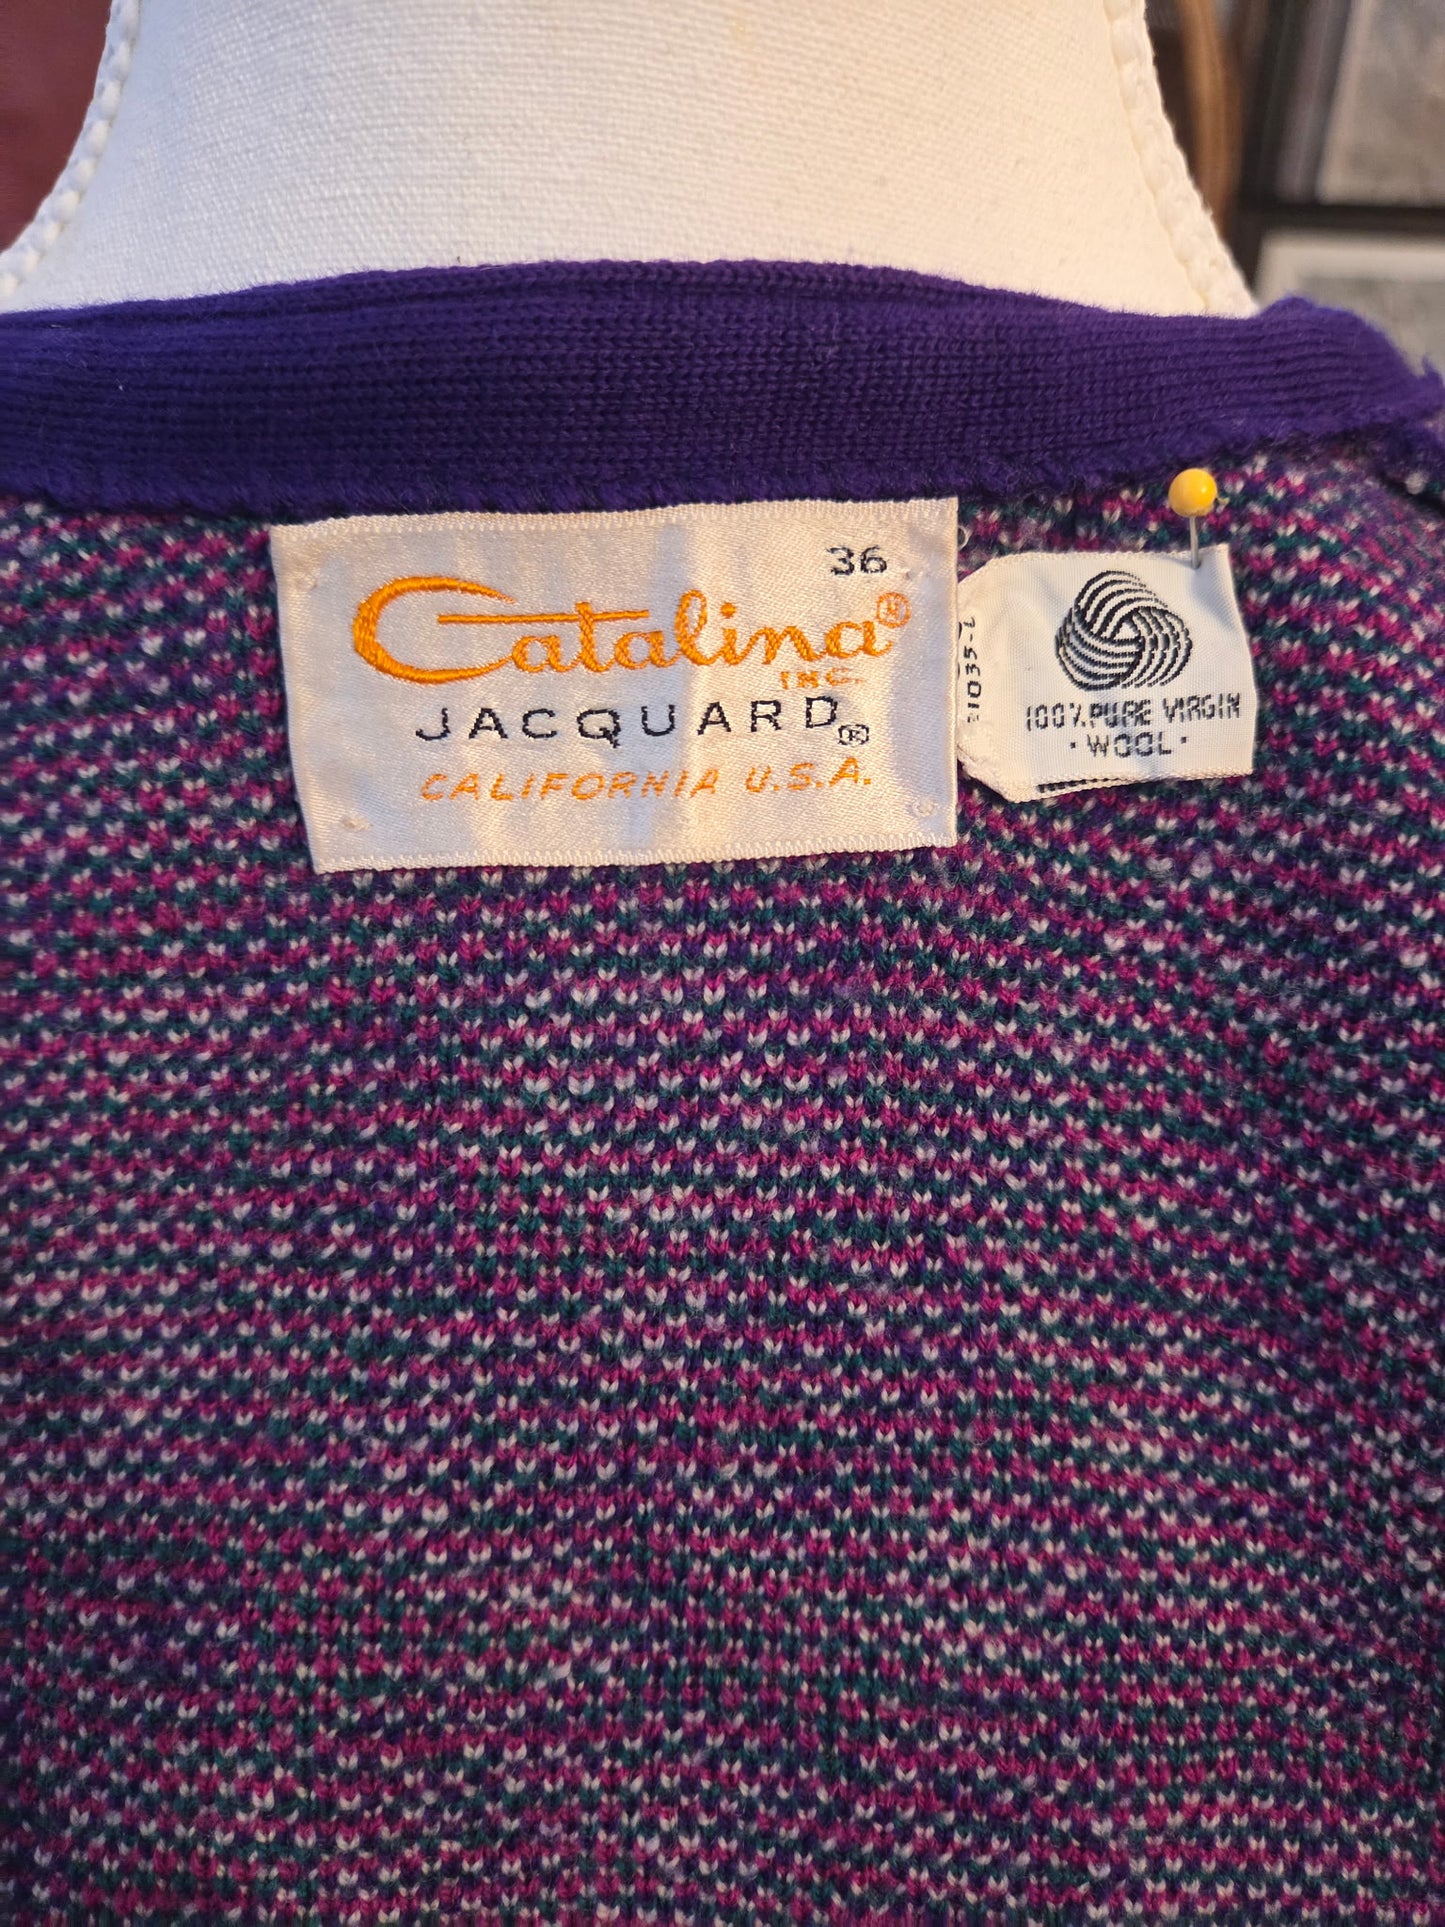 36
Catalina®
INC.
JACQUARD®
CALIFORNIA U.S.A.
100% PURE VIRGIN
· WOOL ·